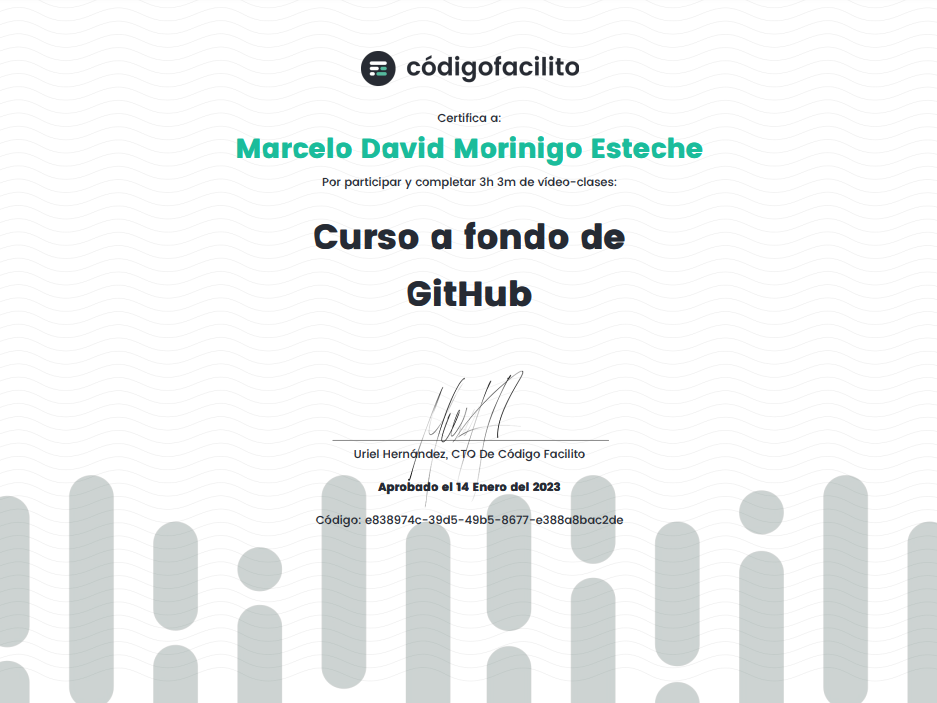 códigofacilito
Certifica a:
Marcelo David Morinigo Esteche
Por participar y completar 3h 3m de vídeo-clases:
Curso a fondo de
GitHub
Uriel Hernández, CTO De Código Facilito
Aprobado el 14 Enero del 2023
Código: e838974c-39d5-49b5-8677-e388a8bac2de